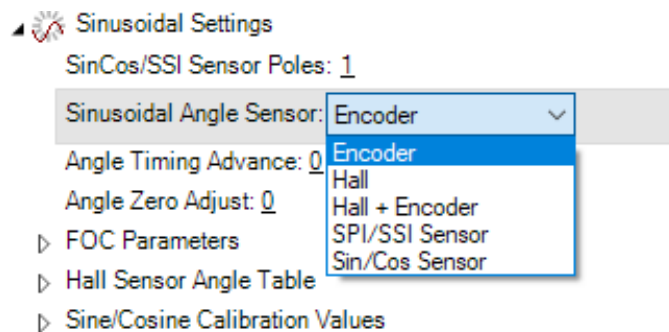 Sinusoidal Settings
SinCos/SSI Sensor Poles: 1
Sinusoidal Angle Sensor: Encoder
Encoder
Angle Timing Advance: 0
Hall
Angle Zero Adjust: 0
Hall + Encoder
FOC Parameters
SPI/SSI Sensor
Sin/Cos Sensor
Hall Sensor Angle Table
Sine/Cosine Calibration Values